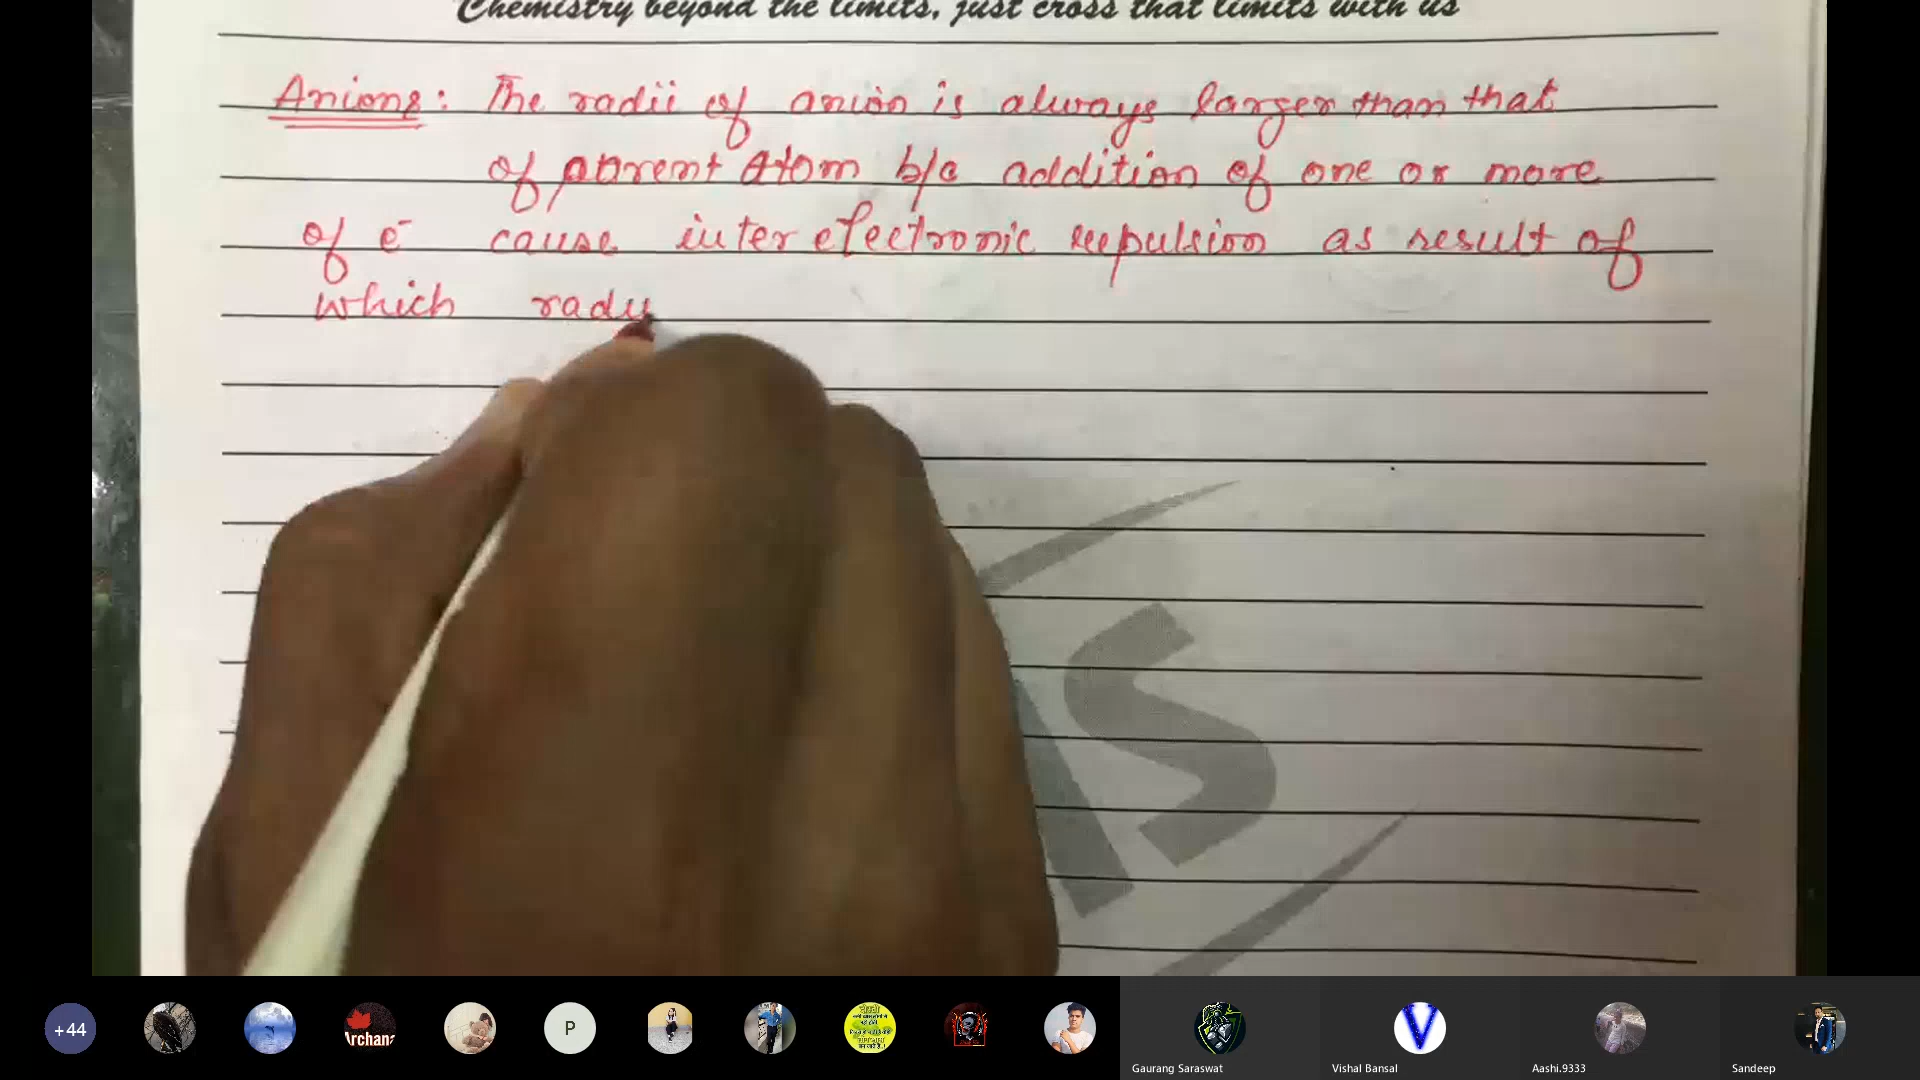 Chemistry beyond the limits, just cross that limits with us
Anions: The radii of anion is always larger than that
of parent Atom b/c addition of one or more
of e⁻ cause inter electronic repulsion as result of
which radii
+44
Archana
P
V
Gaurang Saraswat
Vishal Bansal
Aashi.9333
Sandeep